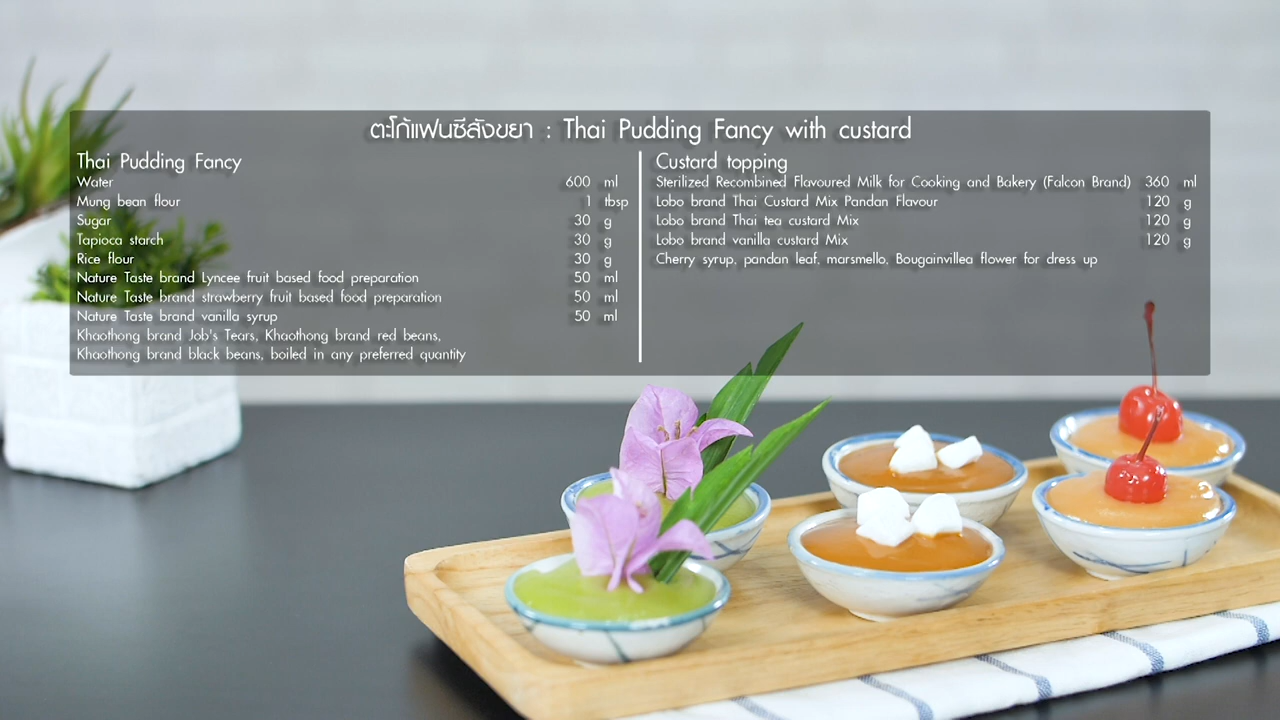 ตะโก้แฟนซีสังขยา : Thai Pudding Fancy with custard
Thai Pudding Fancy
Water 600 ml
Mung bean flour 1 tbsp
Sugar 30 g
Tapioca starch 30 g
Rice flour 30 g
Nature Taste brand Lyncee fruit based food preparation 50 ml
Nature Taste brand strawberry fruit based food preparation 50 ml
Nature Taste brand vanilla syrup 50 ml
Khaothong brand Job's Tears, Khaothong brand red beans,
Khaothong brand black beans, boiled in any preferred quantity
Custard topping
Sterilized Recombined Flavoured Milk for Cooking and Bakery (Falcon Brand) 360 ml
Lobo brand Thai Custard Mix Pandan Flavour 120 g
Lobo brand Thai tea custard Mix 120 g
Lobo brand vanilla custard Mix 120 g
Cherry syrup, pandan leaf, marsmello, Bougainvillea flower for dress up